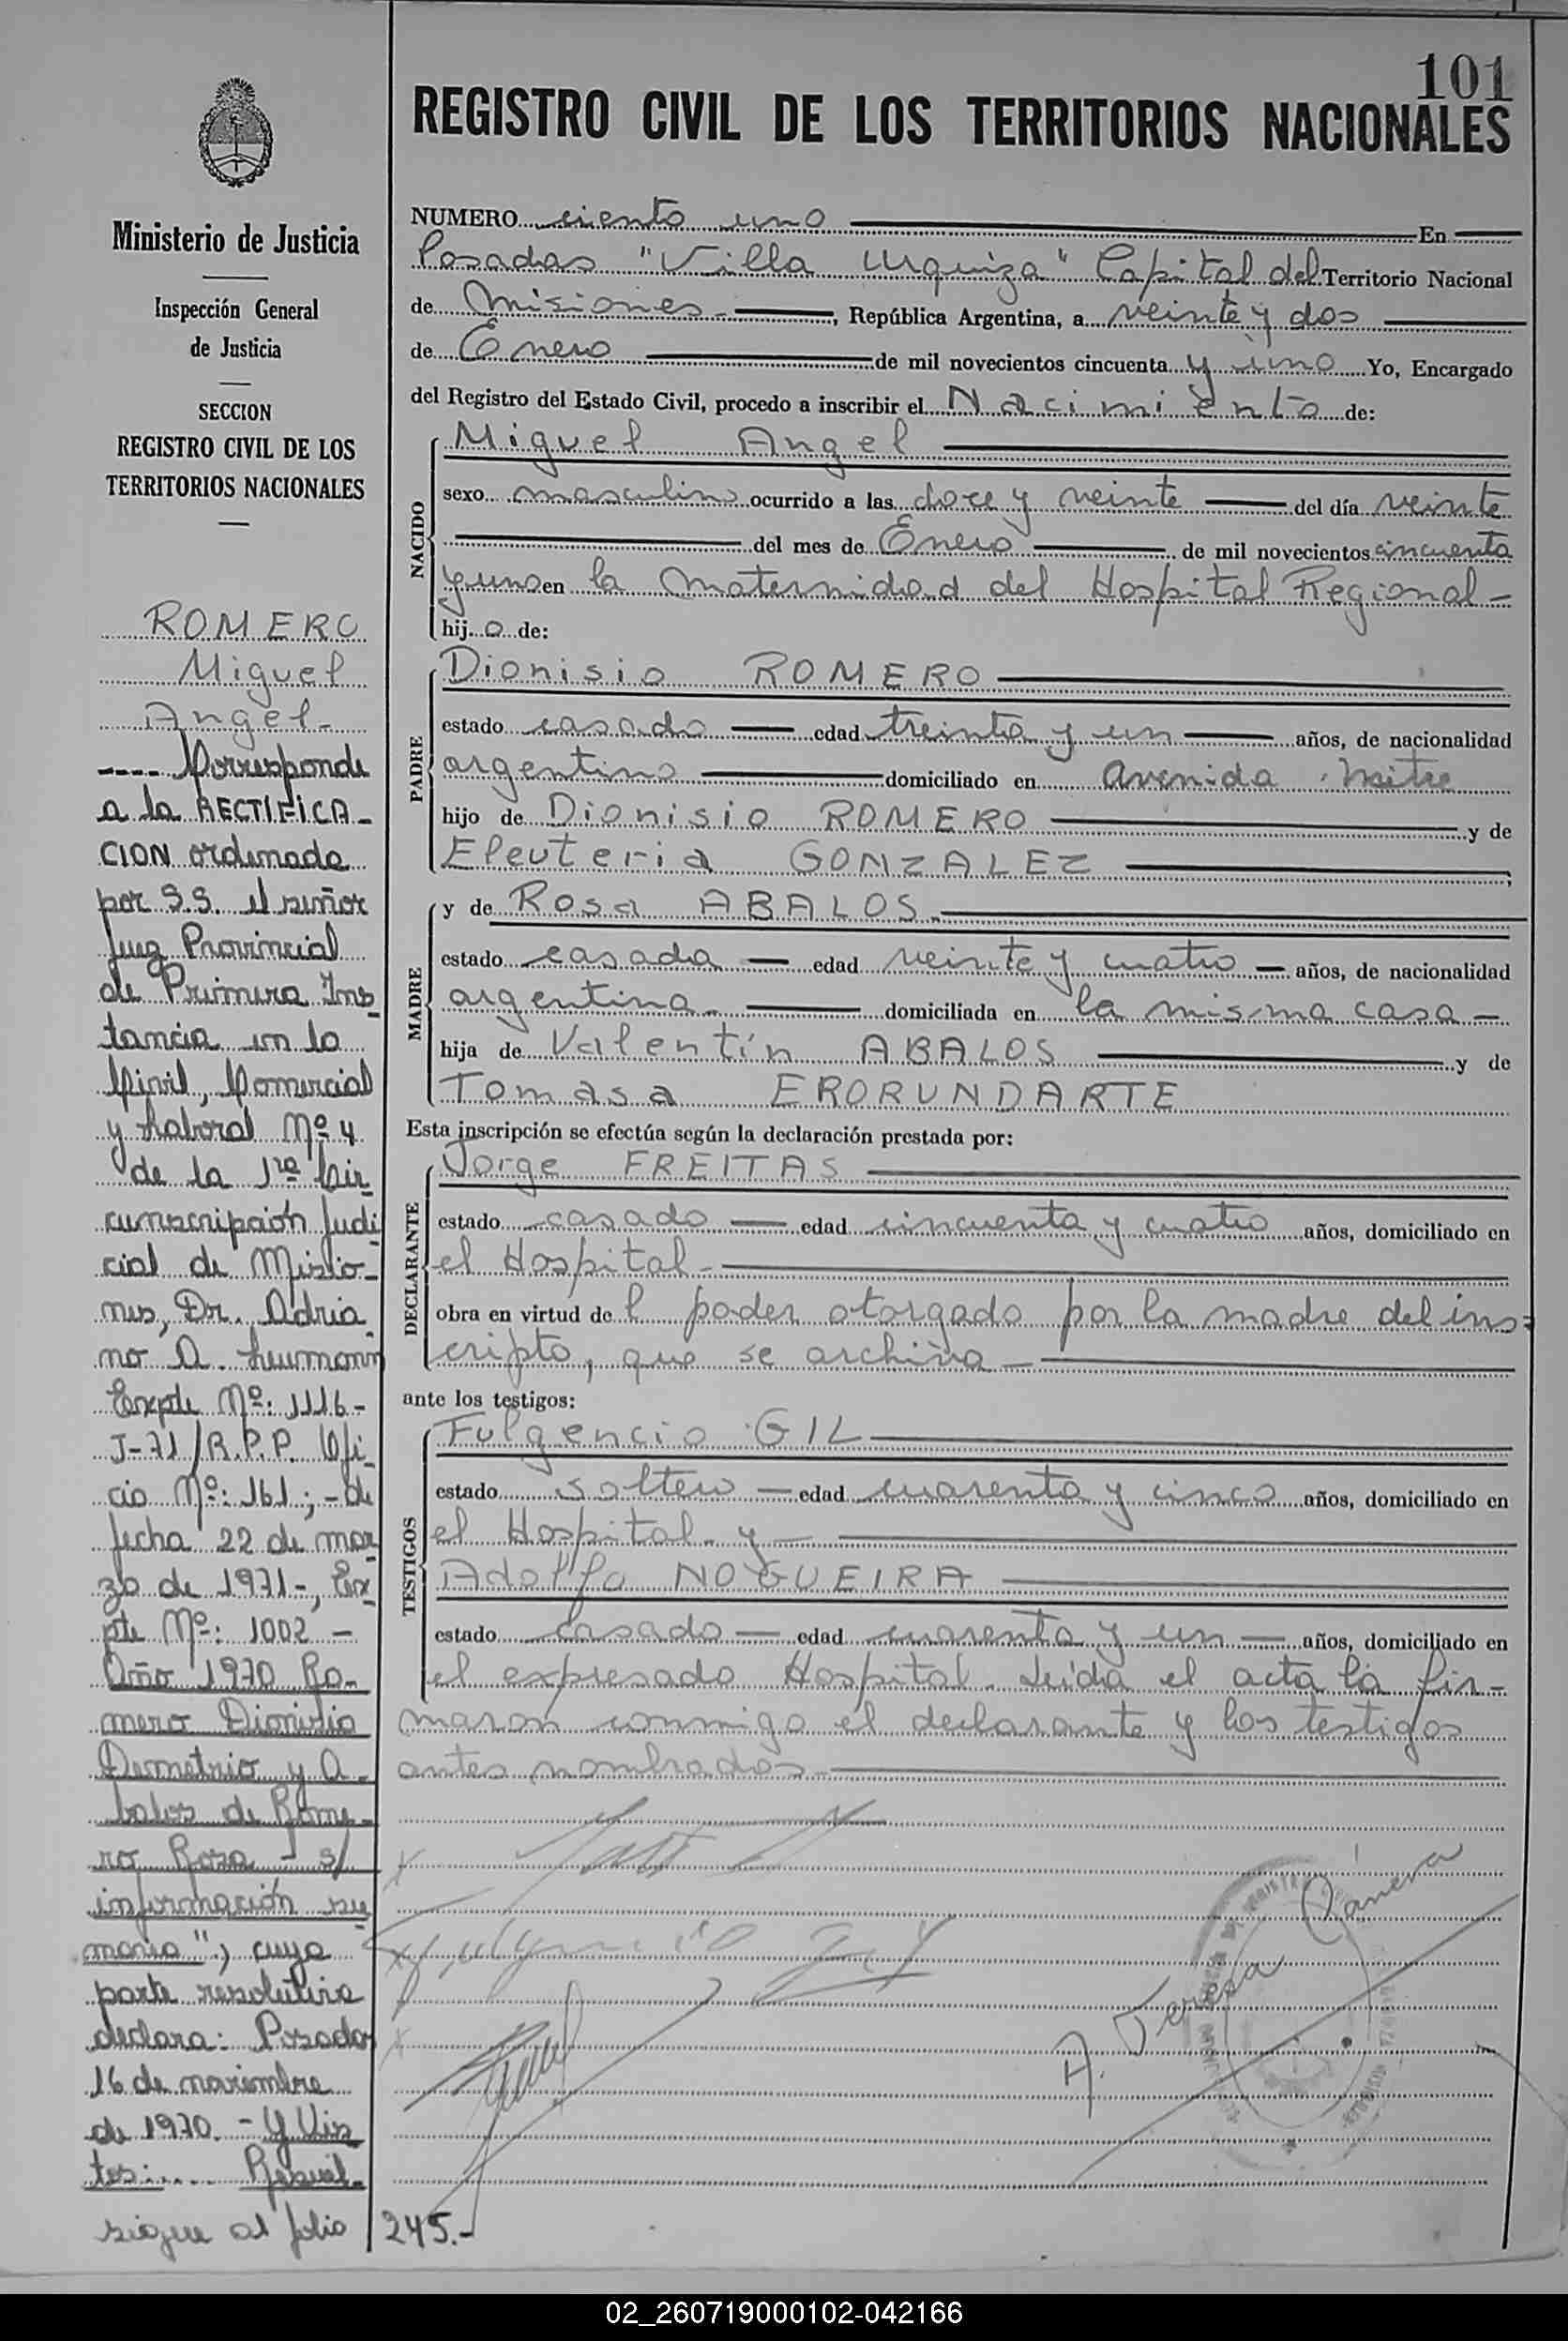 101
REGISTRO CIVIL DE LOS TERRITORIOS NACIONALES
Ministerio de Justicia
Inspección General
de Justicia
SECCION
REGISTRO CIVIL DE LOS
TERRITORIOS NACIONALES
ROMERO
Miguel
Angel-
---- Corresponde
a la RECTIFICA-
CION ordenada
por S.S. el señor
Juez Provincial
de Primera Ins
tancia en lo
Civil, Comercial
y Laboral Nº 4
de la 1ra Cir
cunscripción Judi
cial de Misio-
nes, Dr. Adria
no A.
Expte Nº: 1116-
J-71/R.P.P. Ofi
cio Nº: 161;- de
fecha 22 de mar
zo de 1971-, Ex
pte Nº: 1002 -
Año 1970 Ro-
mero Dionisio
Demetrio y A-
balos de Rome-
ro Rosa - s/
información su
maria", cuya
parte resolutiva
declara: Posadas
16 de noviembre
de 1970.- Y Vis
tos:.... Resuel-
sigue al folio 245.-
NUMERO ciento uno En
Posadas "Villa Urquiza" Capital del Territorio Nacional
de Misiones-, República Argentina, a veinte y dos
de Enero de mil novecientos cincuenta y uno Yo, Encargado
del Registro del Estado Civil, procedo a inscribir el Nacimiento de:
NACIDO
Miguel Angel
sexo masculino ocurrido a las doce y veinte del día veinte
del mes de Enero de mil novecientos cincuenta
y uno en la Maternidad del Hospital Regional-
hijo de:
PADRE
Dionisio ROMERO
estado casado edad treinta y un años, de nacionalidad
argentino domiciliado en Avenida Mitre
hijo de Dionisio ROMERO y de
Eleuteria GONZALEZ ;
MADRE
y de Rosa ABALOS.
estado casada edad veinte y cuatro años, de nacionalidad
argentina. domiciliada en la misma casa-
hija de Valentín ABALOS y de
Tomasa ERORUNDARTE
Esta inscripción se efectúa según la declaración prestada por:
DECLARANTE
Jorge FREITAS
estado casado edad cincuenta y cuatro años, domiciliado en
el Hospital-
obra en virtud del poder otorgado por la madre del ins=
cripto, que se archiva-
ante los testigos:
TESTIGOS
Fulgencio GIL
estado soltero edad cuarenta y cinco años, domiciliado en
el Hospital. y
Adolfo NOGUEIRA
estado casado edad cuarenta y un años, domiciliado en
el expresado Hospital. Leída el acta la fir-
maron conmigo el declarante y los testigos
antes nombrados-
Fulgencio Gil
A. Teresa
02_260719000102-042166